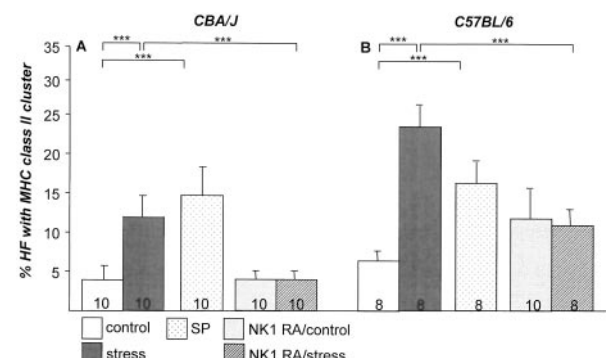 CBA/J C57BL/6
A B
*** *** *** ***
*** ***
% HF with MHC class II cluster
35
30
25
20
15
10
5
10 10 10 10 10 8 8 8 10 8
control SP NK1 RA/control
stress NK1 RA/stress